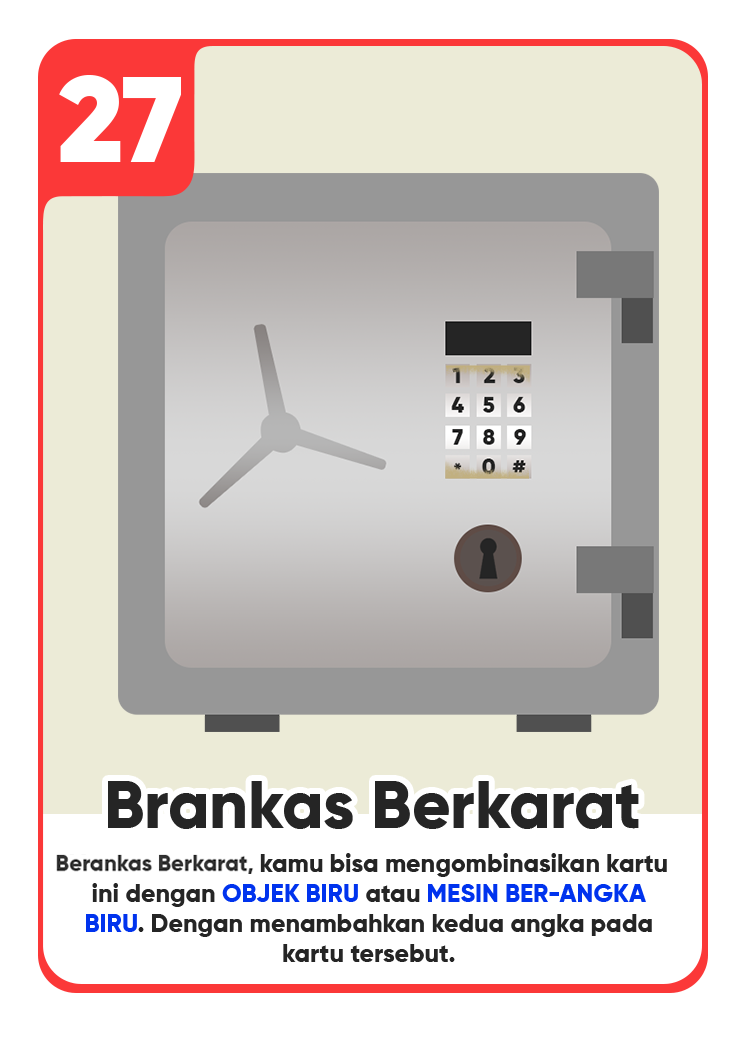 27
1 2 3
4 5 6
7 8 9
* 0 #
Brankas Berkarat
Berankas Berkarat, kamu bisa mengombinasikan kartu
ini dengan OBJEK BIRU atau MESIN BER-ANGKA
BIRU. Dengan menambahkan kedua angka pada
kartu tersebut.